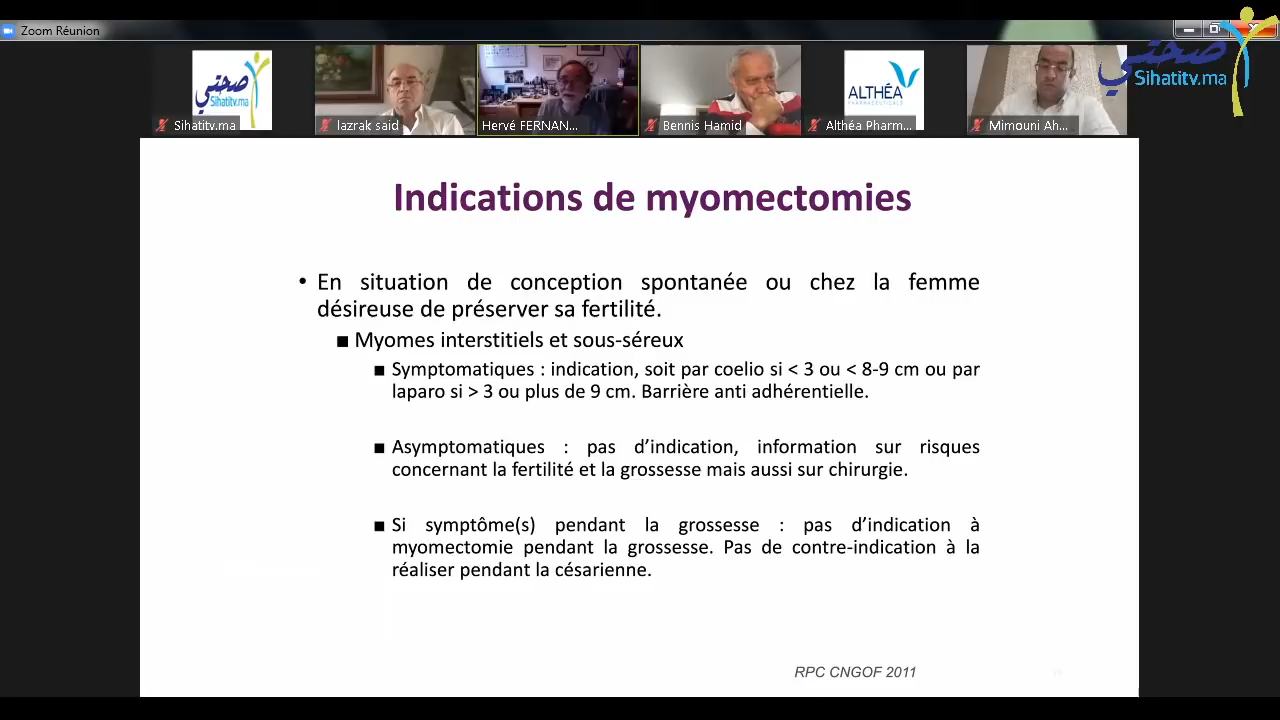 Zoom Réunion
صحتي
Sihatitv.ma
ALTHÉA
PHARMACEUTICALS
صحتي
Sihatitv.ma
Sihatitv.ma
lazrak said
Hervé FERNAN...
Bennis Hamid
Althéa Pharm...
Mimouni Ah...
Indications de myomectomies
• En situation de conception spontanée ou chez la femme
désireuse de préserver sa fertilité.
■ Myomes interstitiels et sous-séreux
■ Symptomatiques : indication, soit par coelio si < 3 ou < 8-9 cm ou par
laparo si > 3 ou plus de 9 cm. Barrière anti adhérentielle.
■ Asymptomatiques : pas d’indication, information sur risques
concernant la fertilité et la grossesse mais aussi sur chirurgie.
■ Si symptôme(s) pendant la grossesse : pas d’indication à
myomectomie pendant la grossesse. Pas de contre-indication à la
réaliser pendant la césarienne.
RPC CNGOF 2011